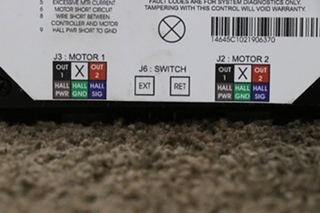 5 EXCESSIVE MTR CURRENT
6 MOTOR SHORT CIRCUIT
8 WIRE SHORT BETWEEN
CONTROLLER AND MOTOR
9 HALL PWR SHORT TO GND
FAULT CODES ARE FOR SYSTEM DIAGNOSTICS ONLY.
TAMPERING WITH THIS CONTROL WILL VOID WARRANTY.
14645C1021906370
J3: MOTOR 1
OUT 1 X OUT 2
HALL PWR HALL GND HALL SIG
J6: SWITCH
EXT RET
J2: MOTOR 2
OUT 1 X OUT 2
HALL PWR HALL GND HALL SIG